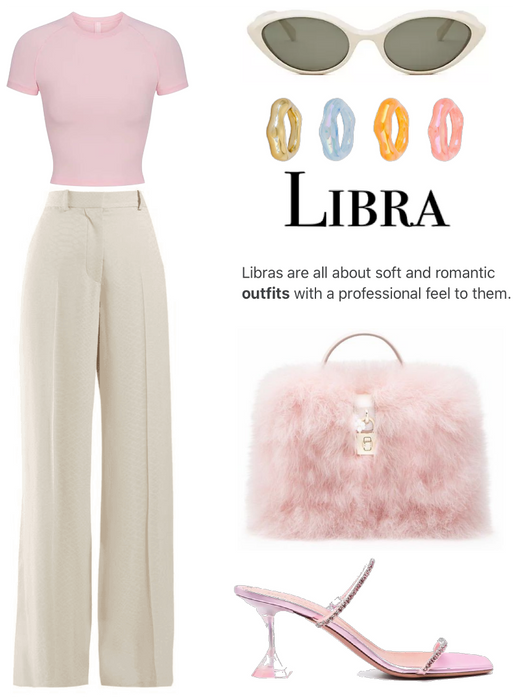 LIBRA
Libras are all about soft and romantic
outfits with a professional feel to them.